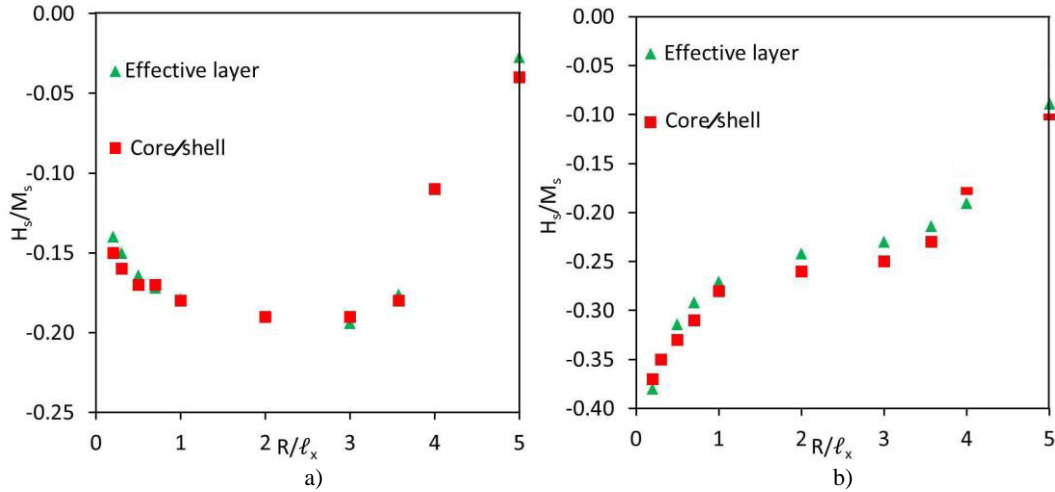 0.00
-0.05
-0.10
-0.15
-0.20
-0.25
Hₛ/Mₛ
Effective layer
Core/shell
0 1 2 3 4 5
R/ℓₓ
a)
0.00
-0.05
-0.10
-0.15
-0.20
-0.25
-0.30
-0.35
-0.40
Hₛ/Mₛ
Effective layer
Core/shell
0 1 2 3 4 5
R/ℓₓ
b)